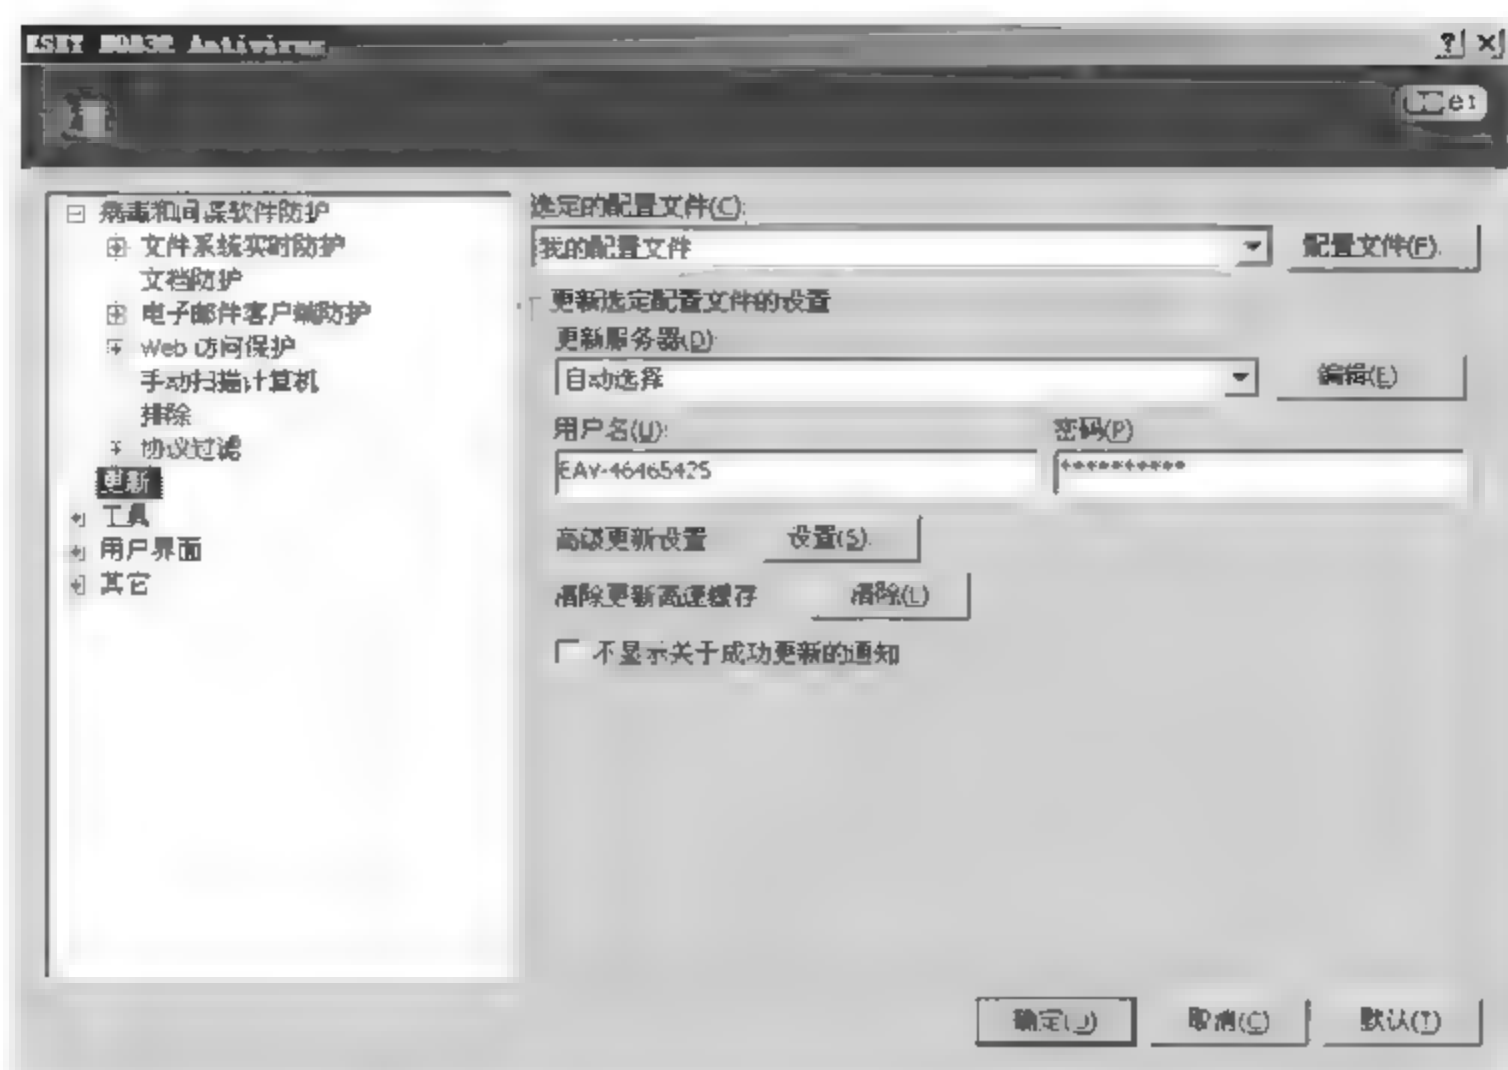 ESET NOD32 Antivirus
病毒和间谍软件防护
文件系统实时防护
文档防护
电子邮件客户端防护
Web 访问保护
手动扫描计算机
排除
协议过滤
更新
工具
用户界面
其它
选定的配置文件(C):
我的配置文件
配置文件(F).
更新选定配置文件的设置
更新服务器(D):
自动选择
编辑(E)
用户名(U):
密码(P)
EAV-46465425
**********
高级更新设置
设置(S).
清除更新高速缓存
清除(L)
不显示关于成功更新的通知
确定(O)
取消(C)
默认(T)